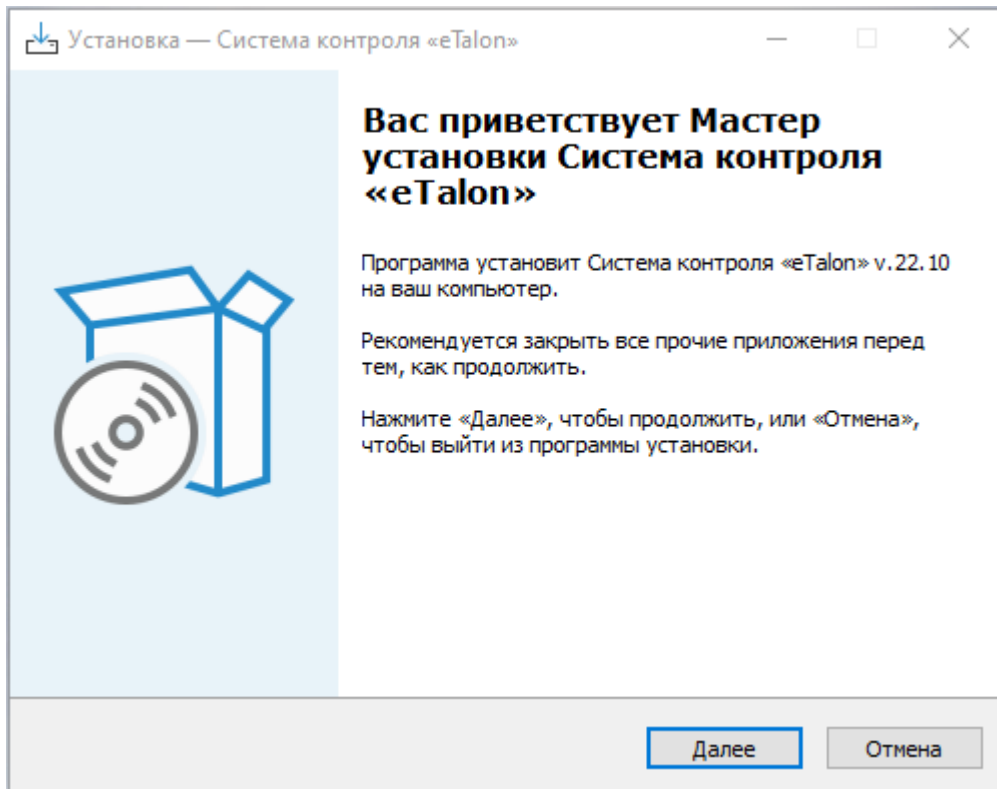 Установка — Система контроля «eTalon»
Вас приветствует Мастер
установки Система контроля
«eTalon»
Программа установит Система контроля «eTalon» v.22.10
на ваш компьютер.
Рекомендуется закрыть все прочие приложения перед
тем, как продолжить.
Нажмите «Далее», чтобы продолжить, или «Отмена»,
чтобы выйти из программы установки.
Далее
Отмена